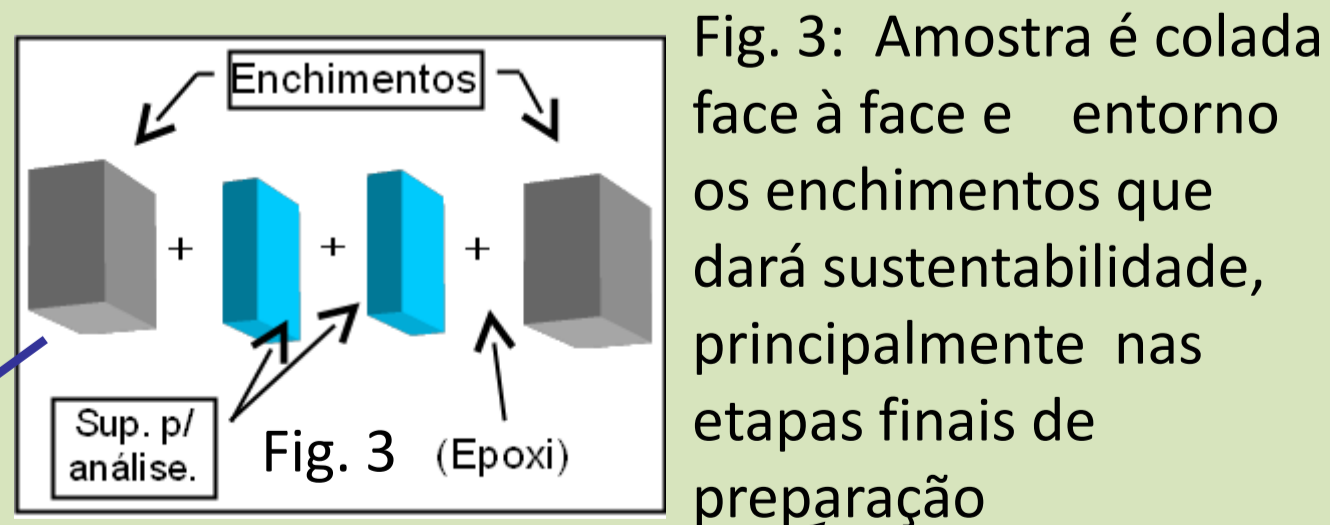 Enchimentos
+ + +
Sup. p/
análise.
Fig. 3 (Epoxi)
Fig. 3: Amostra é colada
face à face e entorno
os enchimentos que
dará sustentabilidade,
principalmente nas
etapas finais de
preparação